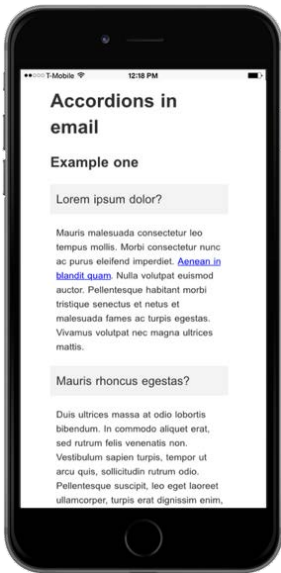 T-Mobile 12:18 PM
Accordions in
email
Example one
Lorem ipsum dolor?
Mauris malesuada consectetur leo
tempus mollis. Morbi consectetur nunc
ac purus eleifend imperdiet. Aenean in
blandit quam. Nulla volutpat euismod
auctor. Pellentesque habitant morbi
tristique senectus et netus et
malesuada fames ac turpis egestas.
Vivamus volutpat nec magna ultrices
mattis.
Mauris rhoncus egestas?
Duis ultrices massa at odio lobortis
bibendum. In commodo aliquet erat,
sed rutrum felis venenatis non.
Vestibulum sapien turpis, tempor ut
arcu quis, sollicitudin rutrum odio.
Pellentesque suscipit, leo eget laoreet
ullamcorper, turpis erat dignissim enim,